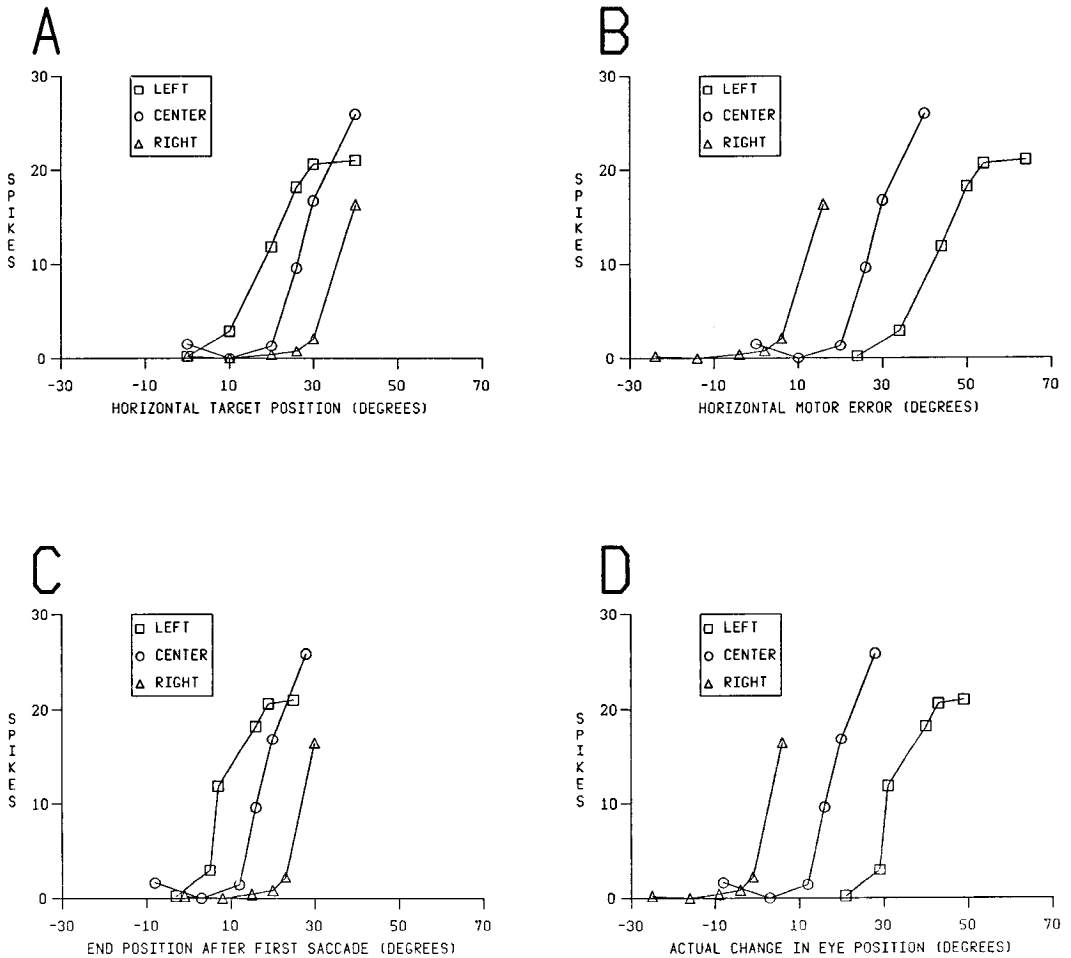 A
B
30
20
10
0
SPIKES
LEFT
CENTER
RIGHT
-30
-10
10
30
50
70
HORIZONTAL TARGET POSITION (DEGREES)
30
20
10
0
SPIKES
LEFT
CENTER
RIGHT
-30
-10
10
30
50
70
HORIZONTAL MOTOR ERROR (DEGREES)
C
D
30
20
10
0
SPIKES
LEFT
CENTER
RIGHT
-30
-10
10
30
50
70
END POSITION AFTER FIRST SACCADE (DEGREES)
30
20
10
0
SPIKES
LEFT
CENTER
RIGHT
-30
-10
10
30
50
70
ACTUAL CHANGE IN EYE POSITION (DEGREES)